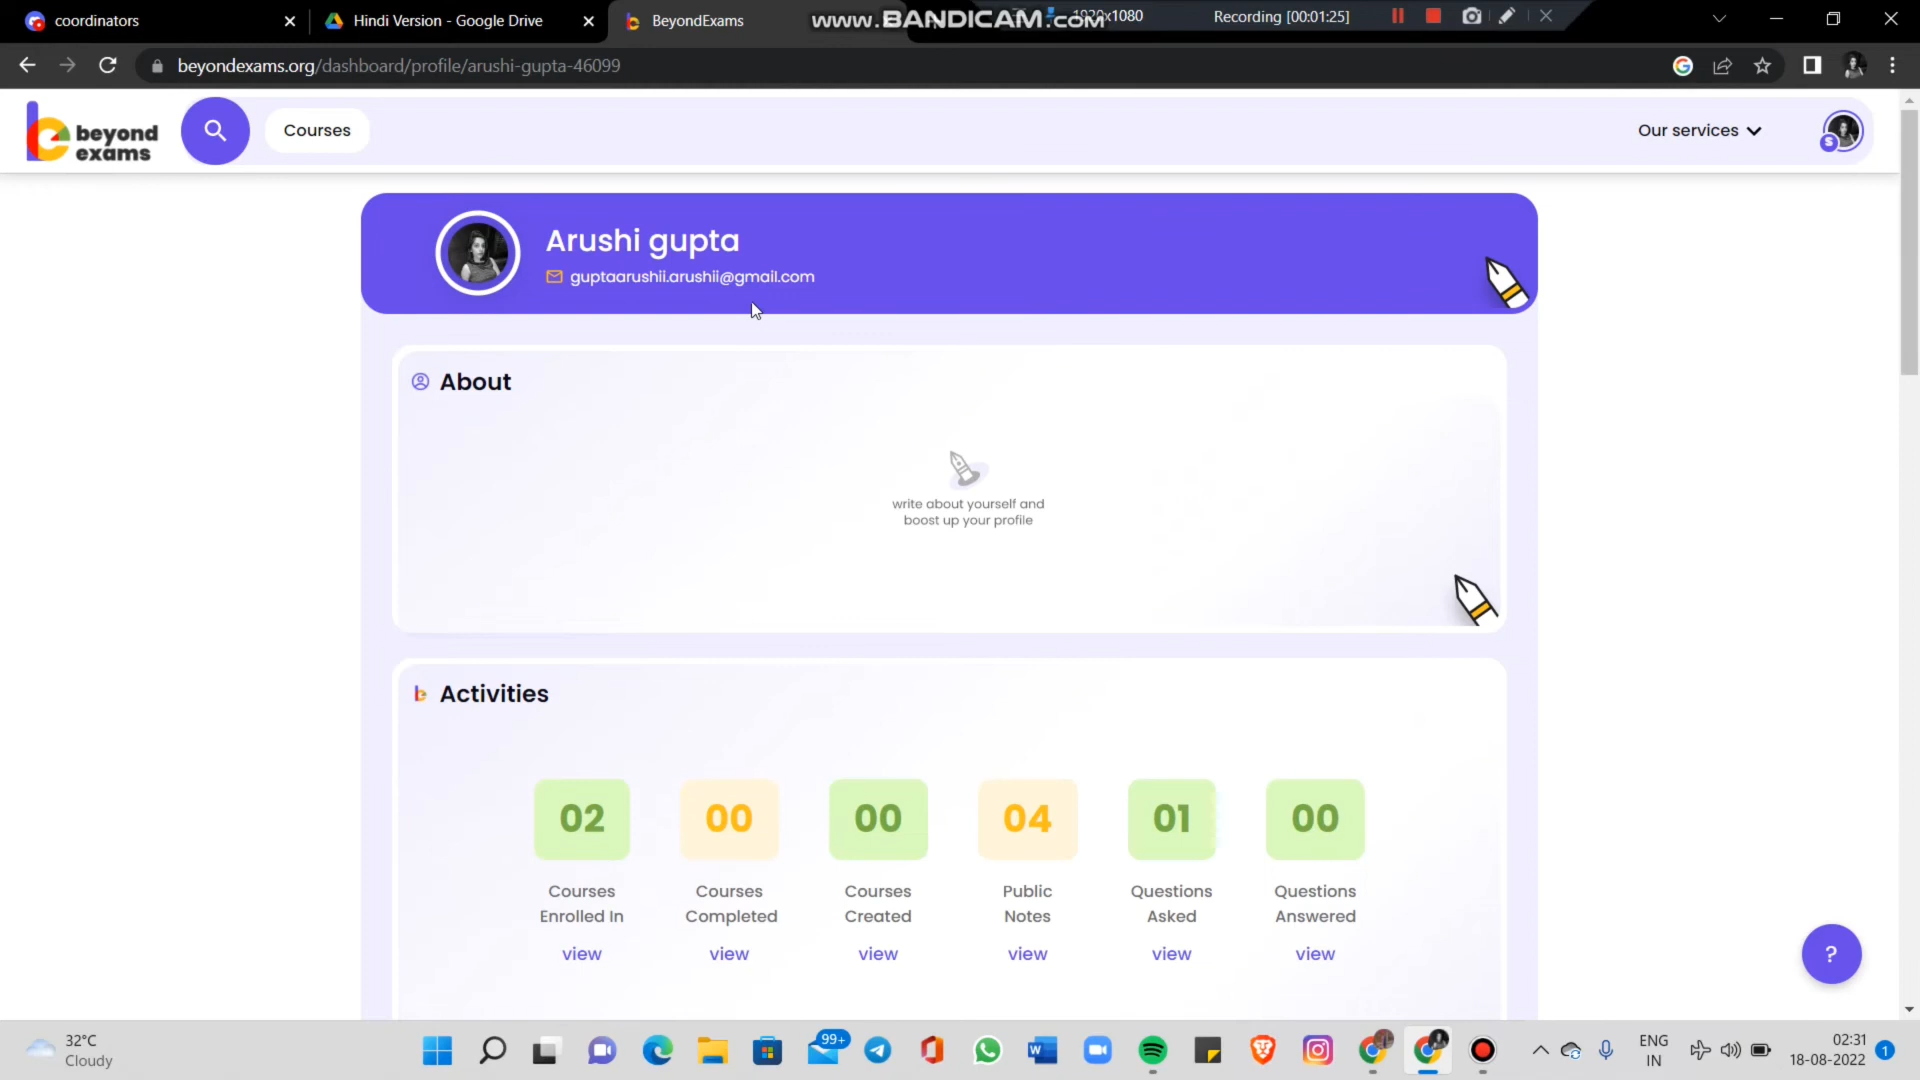 coordinators
Hindi Version - Google Drive
BeyondExams
www.BANDICAM.com
1920x1080
Recording [00:01:25]
beyondexams.org/dashboard/profile/arushi-gupta-46099
beyond
exams
Courses
Our services
S
Arushi gupta
guptaarushii.arushii@gmail.com
About
write about yourself and
boost up your profile
Activities
02 00 00 04 01 00
Courses Courses Courses Public Questions Questions
Enrolled In Completed Created Notes Asked Answered
view view view view view view
?
32°C
Cloudy
99+
ENG
IN
02:31
18-08-2022
1